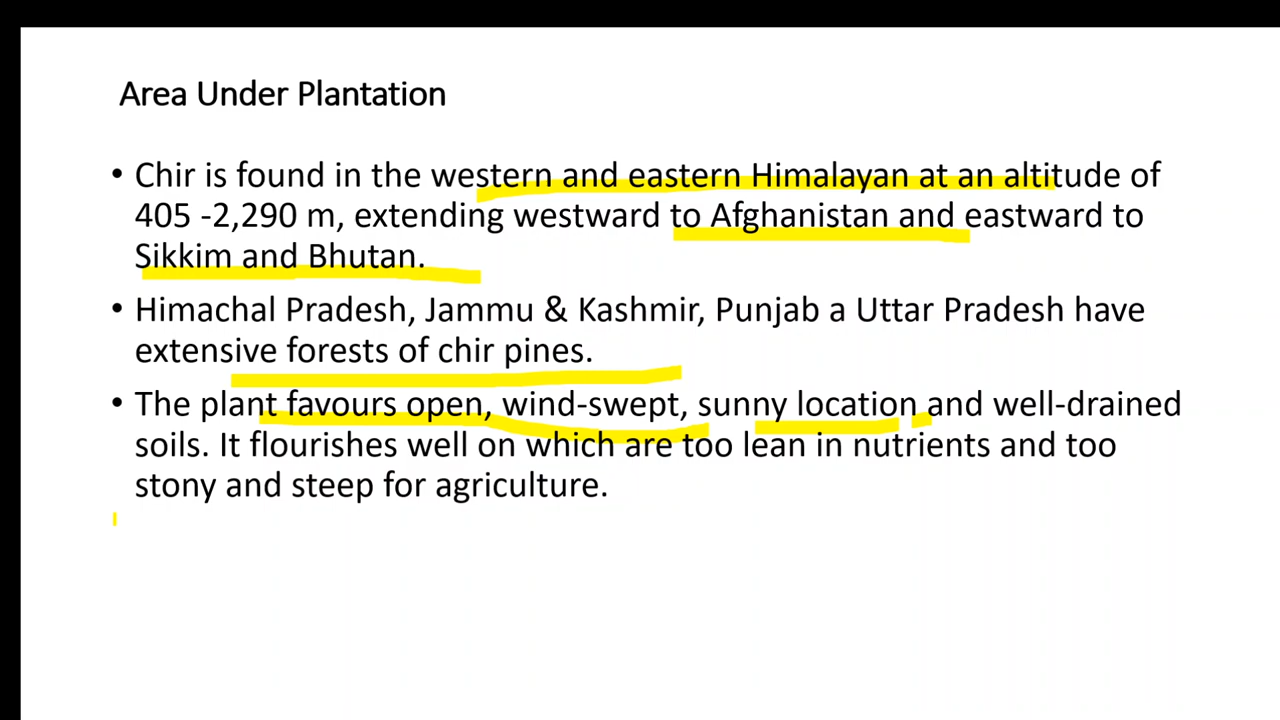 Area Under Plantation
• Chir is found in the western and eastern Himalayan at an altitude of
405 -2,290 m, extending westward to Afghanistan and eastward to
Sikkim and Bhutan.
• Himachal Pradesh, Jammu & Kashmir, Punjab a Uttar Pradesh have
extensive forests of chir pines.
• The plant favours open, wind-swept, sunny location and well-drained
soils. It flourishes well on which are too lean in nutrients and too
stony and steep for agriculture.